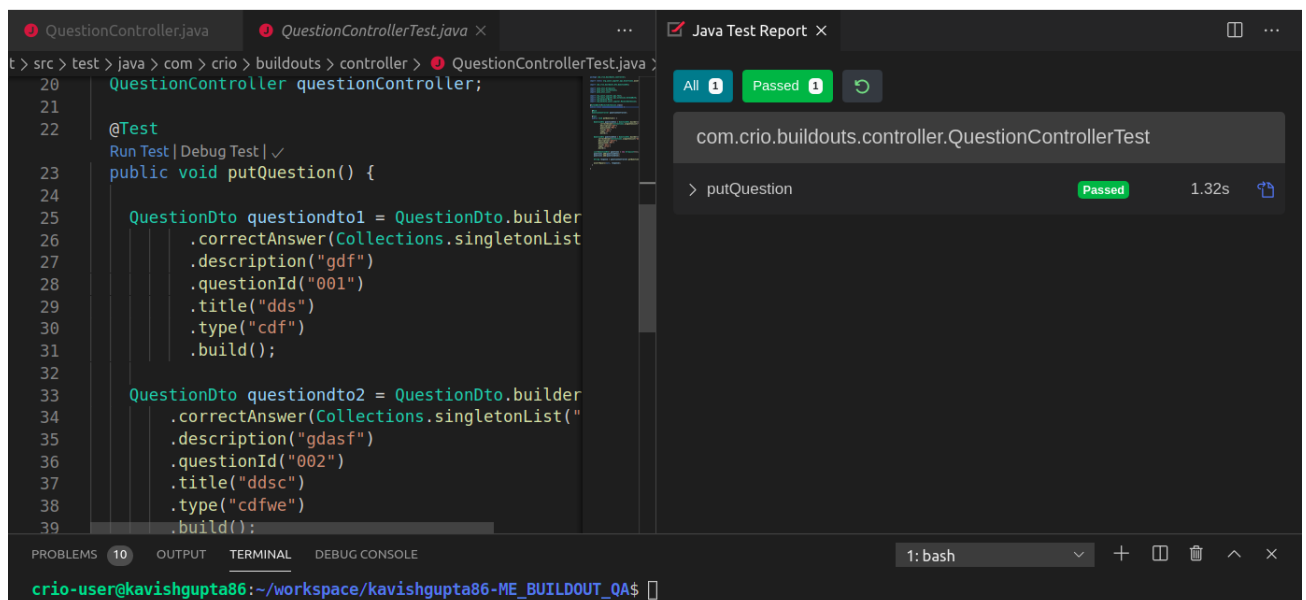 QuestionController.java
QuestionControllerTest.java ×
t > src > test > java > com > crio > buildouts > controller > QuestionControllerTest.java >
20 QuestionController questionController;
21
22 @Test
Run Test | Debug Test | ✓
23 public void putQuestion() {
24
25 QuestionDto questiondto1 = QuestionDto.builder
26 .correctAnswer(Collections.singletonList
27 .description("gdf")
28 .questionId("001")
29 .title("dds")
30 .type("cdf")
31 .build();
32
33 QuestionDto questiondto2 = QuestionDto.builder
34 .correctAnswer(Collections.singletonList("
35 .description("gdasf")
36 .questionId("002")
37 .title("ddsc")
38 .type("cdfwe")
39 .build();
Java Test Report ×
All 1 Passed 1
com.crio.buildouts.controller.QuestionControllerTest
> putQuestion Passed 1.32s
PROBLEMS 10 OUTPUT TERMINAL DEBUG CONSOLE 1: bash
crio-user@kavishgupta86:~/workspace/kavishgupta86-ME_BUILDOUT_QA$